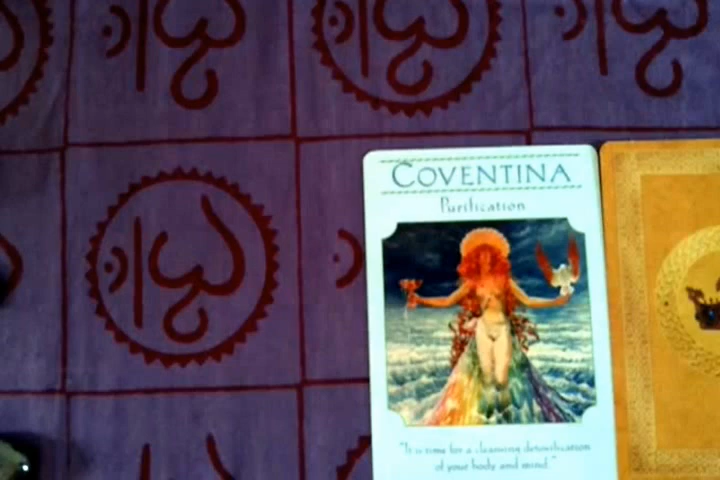 COVENTINA
Purification
"It is time for a cleansing detoxification
of your body and mind."